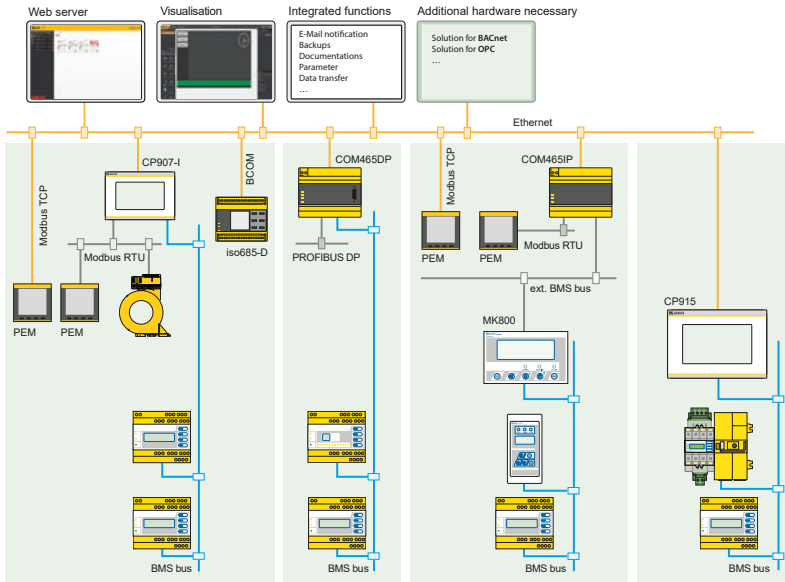 Web server
Visualisation
Integrated functions
Additional hardware necessary
E-Mail notification
Backups
Documentations
Parameter
Data transfer
...
Solution for BACnet
Solution for OPC
...
Ethernet
Modbus TCP
CP907-I
BCOM
COM465DP
Modbus TCP
COM465IP
iso685-D
Modbus RTU
PROFIBUS DP
PEM
PEM
Modbus RTU
ext. BMS bus
PEM
PEM
MK800
CP915
BMS bus
BMS bus
BMS bus
BMS bus